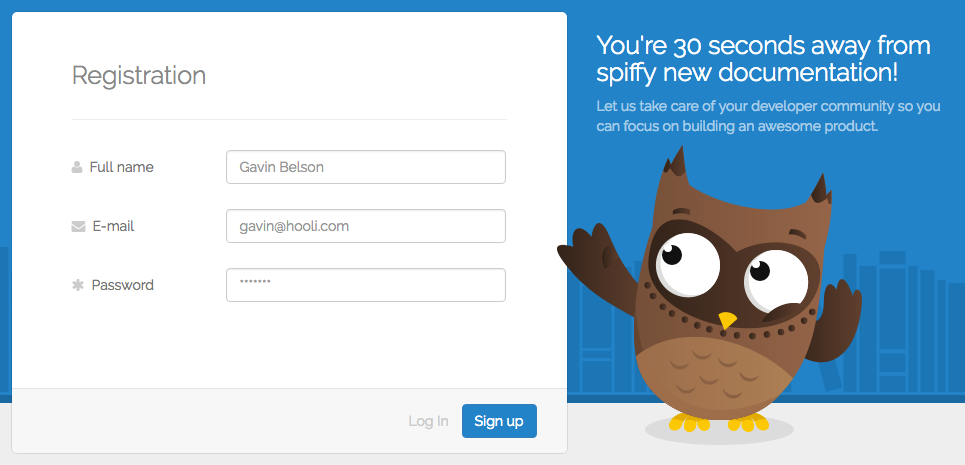 Registration
Full name
Gavin Belson
E-mail
gavin@hooli.com
Password
*******
Log In
Sign up
You're 30 seconds away from
spiffy new documentation!
Let us take care of your developer community so you
can focus on building an awesome product.